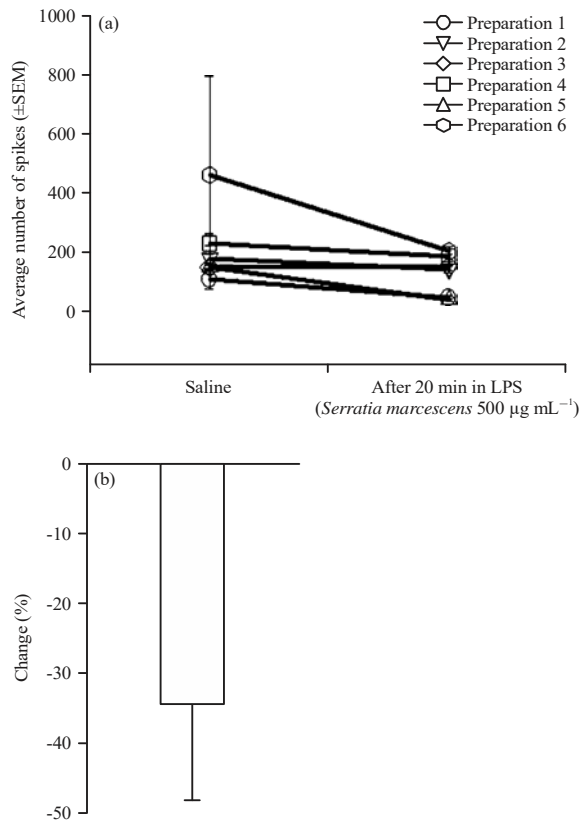 (a)
Average number of spikes (±SEM)
1000
800
600
400
200
0
Preparation 1
Preparation 2
Preparation 3
Preparation 4
Preparation 5
Preparation 6
Saline
After 20 min in LPS
(Serratia marcescens 500 µg mL⁻¹)
(b)
Change (%)
0
-10
-20
-30
-40
-50